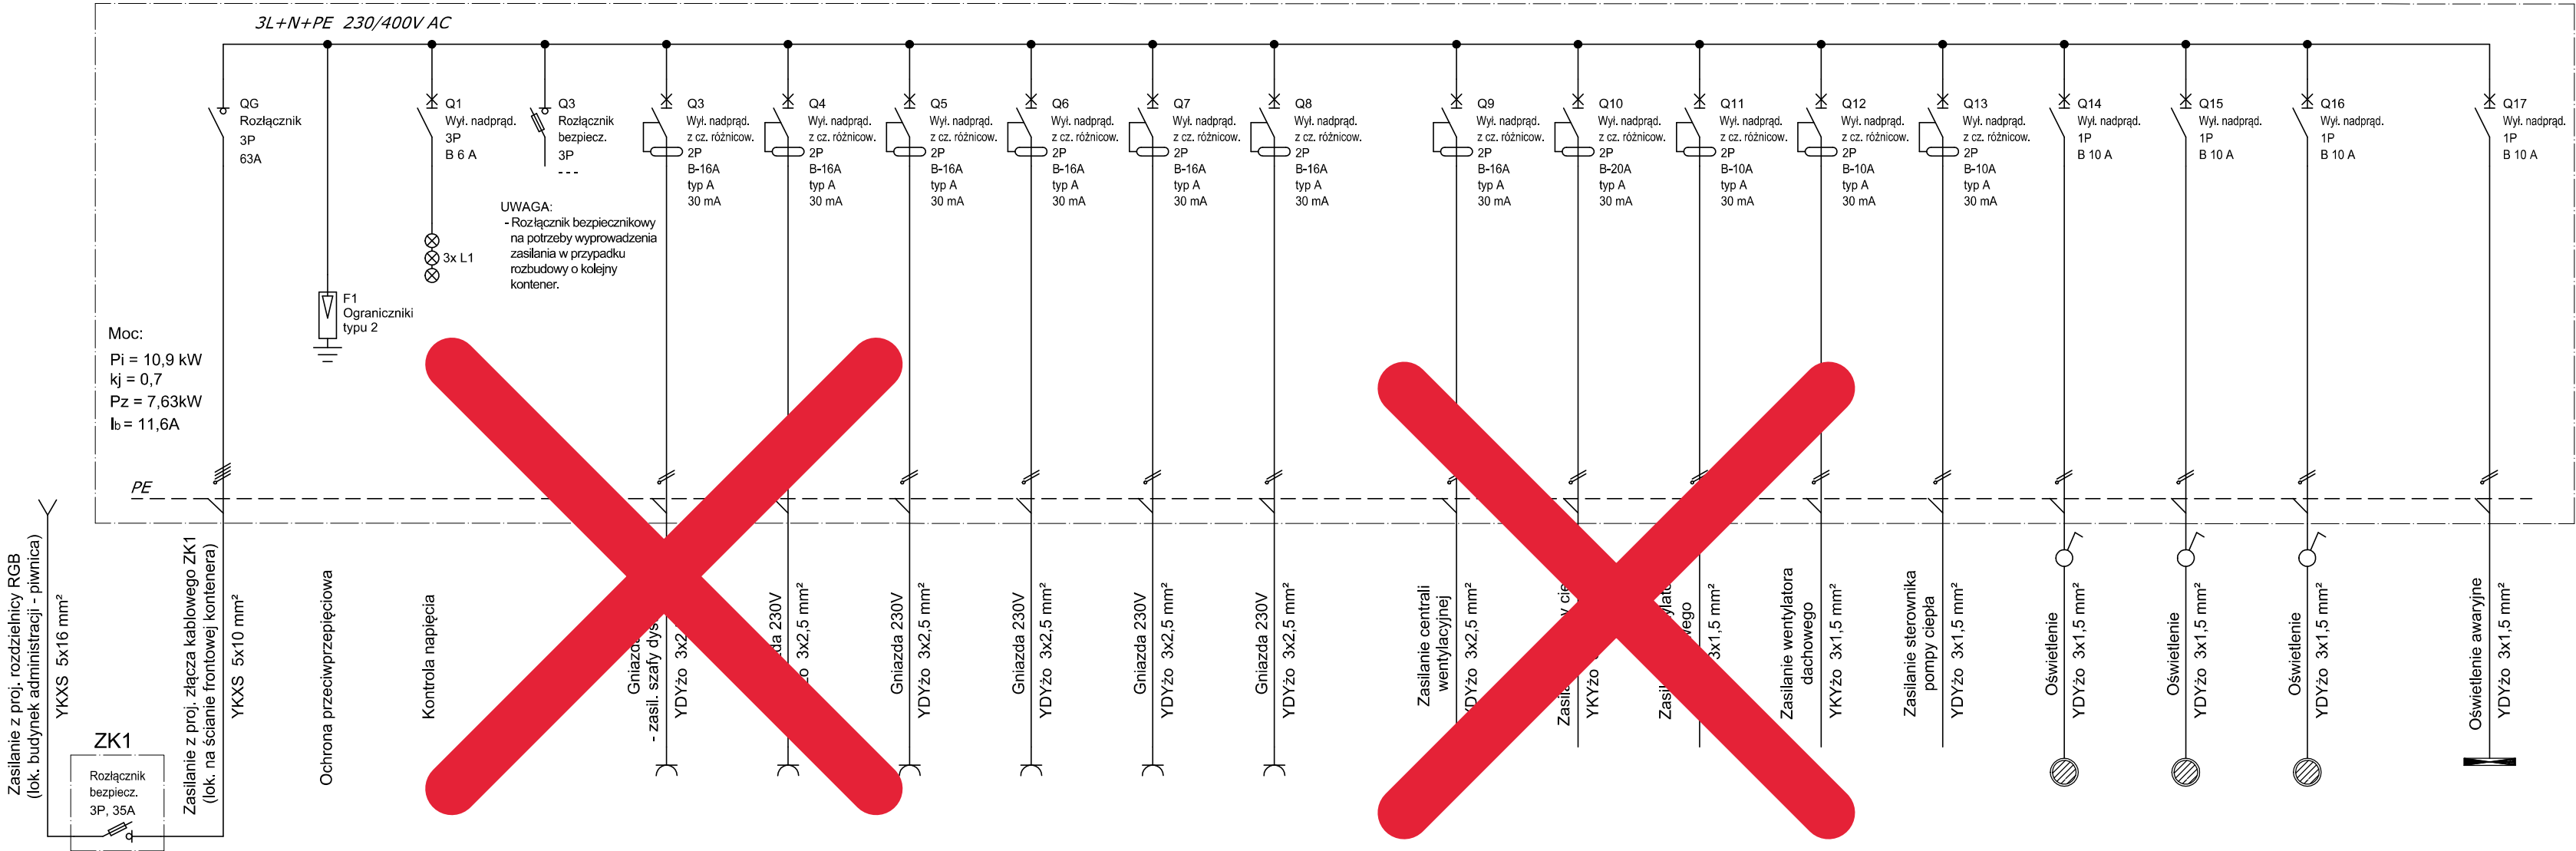 3L+N+PE 230/400V AC
QG
Rozłącznik
3P
63A
Q1
Wył. nadprąd.
3P
B 6 A
Q3
Rozłącznik
bezpiecz.
3P
---
Q3
Wył. nadprąd.
z cz. różnicow.
2P
B-16A
typ A
30 mA
Q4
Wył. nadprąd.
z cz. różnicow.
2P
B-16A
typ A
30 mA
Q5
Wył. nadprąd.
z cz. różnicow.
2P
B-16A
typ A
30 mA
Q6
Wył. nadprąd.
z cz. różnicow.
2P
B-16A
typ A
30 mA
Q7
Wył. nadprąd.
z cz. różnicow.
2P
B-16A
typ A
30 mA
Q8
Wył. nadprąd.
z cz. różnicow.
2P
B-16A
typ A
30 mA
Q9
Wył. nadprąd.
z cz. różnicow.
2P
B-16A
typ A
30 mA
Q10
Wył. nadprąd.
z cz. różnicow.
2P
B-20A
typ A
30 mA
Q11
Wył. nadprąd.
z cz. różnicow.
2P
B-10A
typ A
30 mA
Q12
Wył. nadprąd.
z cz. różnicow.
2P
B-10A
typ A
30 mA
Q13
Wył. nadprąd.
z cz. różnicow.
2P
B-10A
typ A
30 mA
Q14
Wył. nadprąd.
1P
B 10 A
Q15
Wył. nadprąd.
1P
B 10 A
Q16
Wył. nadprąd.
1P
B 10 A
Q17
Wył. nadprąd.
1P
B 10 A
UWAGA:
- Rozłącznik bezpiecznikowy
na potrzeby wyprowadzenia
zasilania w przypadku
rozbudowy o kolejny
kontener.
3x L1
F1
Ograniczniki
typu 2
Moc:
Pi = 10,9 kW
kj = 0,7
Pz = 7,63kW
Ib = 11,6A
PE
Zasilanie z proj. rozdzielnicy RGB
(lok. budynek administracji - piwnica)
YKXS 5x16 mm²
ZK1
Rozłącznik
bezpiecz.
3P, 35A
Zasilanie z proj. złącza kablowego ZK1
(lok. na ścianie frontowej kontenera)
YKXS 5x10 mm²
Ochrona przeciwprzepięciowa
Kontrola napięcia
- zasil. szafy
YDYżo
230V
3x2,5 mm²
Gniazda 230V
YDYżo 3x2,5 mm²
Gniazda 230V
YDYżo 3x2,5 mm²
Gniazda 230V
YDYżo 3x2,5 mm²
Gniazda 230V
YDYżo 3x2,5 mm²
Zasilanie centrali
wentylacyjnej
YDYżo 3x2,5 mm²
3x1,5 mm²
Zasilanie wentylatora
dachowego
YKYżo 3x1,5 mm²
Zasilanie sterownika
pompy ciepła
YDYżo 3x1,5 mm²
Oświetlenie
YDYżo 3x1,5 mm²
Oświetlenie
YDYżo 3x1,5 mm²
Oświetlenie
YDYżo 3x1,5 mm²
Oświetlenie awaryjne
YDYżo 3x1,5 mm²